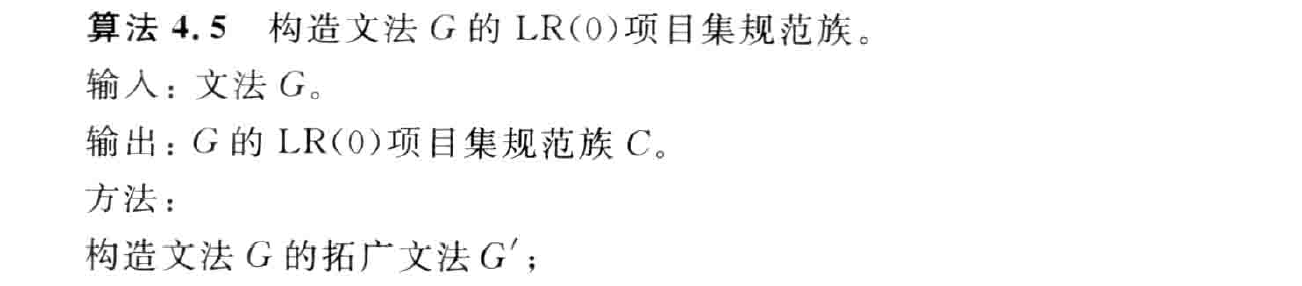 算法 4.5 构造文法 G 的 LR(0)项目集规范族。
输入：文法 G。
输出：G 的 LR(0)项目集规范族 C。
方法：
构造文法 G 的拓广文法 G′；